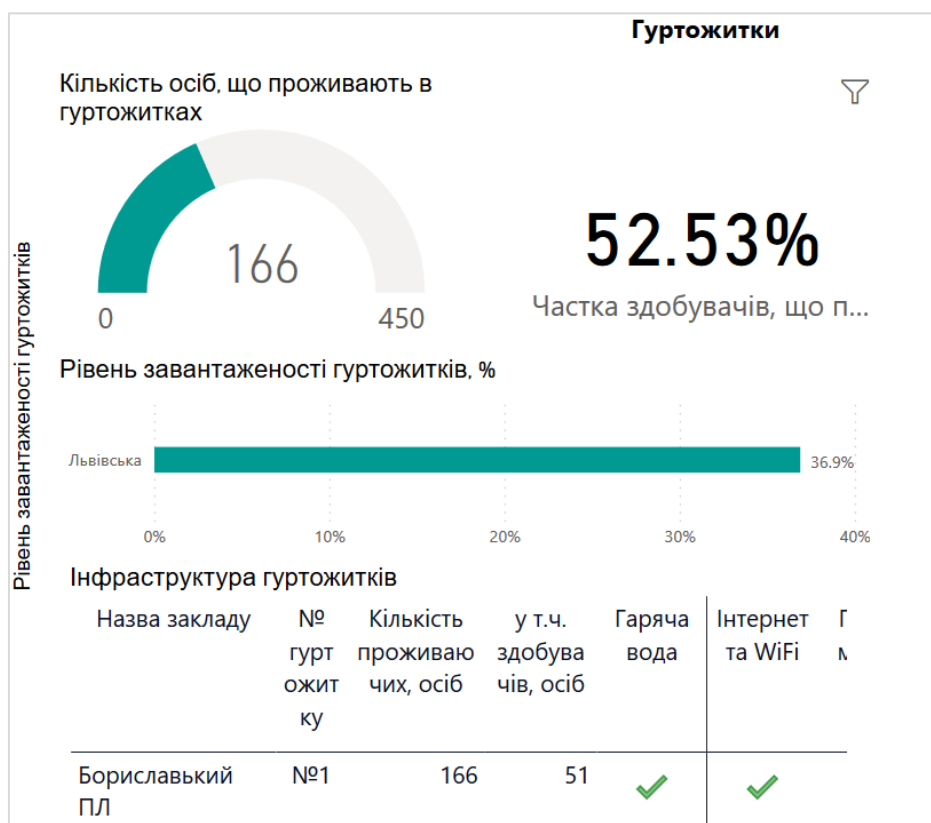 Гуртожитки
Кількість осіб, що проживають в
гуртожитках
166
0
450
52.53%
Частка здобувачів, що п...
Рівень завантаженості гуртожитків
Рівень завантаженості гуртожитків, %
Львівська
36.9%
0%
10%
20%
30%
40%
Інфраструктура гуртожитків
Назва закладу
№
гурт
ожит
ку
Кількість
проживаю
чих, осіб
у т.ч.
здобува
чів, осіб
Гаряча
вода
Інтернет
та WiFi
Бориславький
ПЛ
№1
166
51